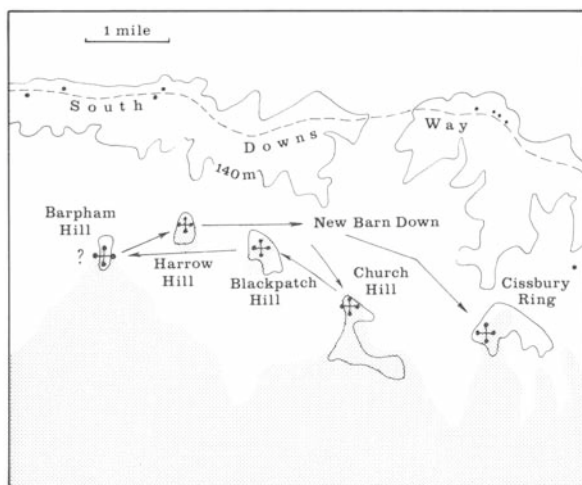 1 mile
South
Downs
Way
140m
Barpham
Hill
?
Harrow
Hill
New Barn Down
Blackpatch
Hill
Church
Hill
Cissbury
Ring